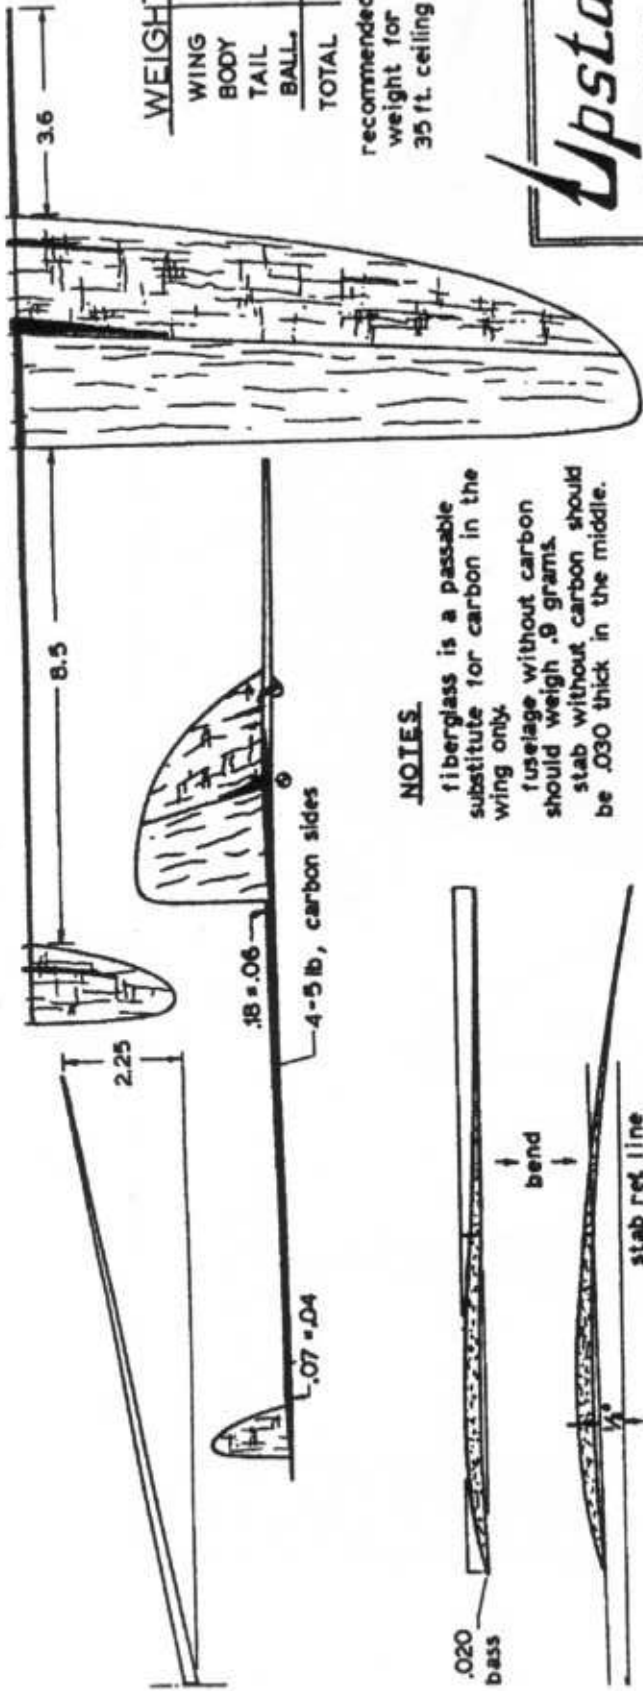 3.6
8.5
2.25
WEIGH
WING
BODY
TAIL
BALL.
TOTAL
recommended
weight for
35 ft. ceiling
Upsta
.18 = .06
4-5 lb, carbon sides
.07 = .04
NOTES
fiberglass is a passable
substitute for carbon in the
wing only.
fuselage without carbon
should weigh .9 grams.
stab without carbon should
be .030 thick in the middle.
bend
.020
bass
½°
stab ref. line